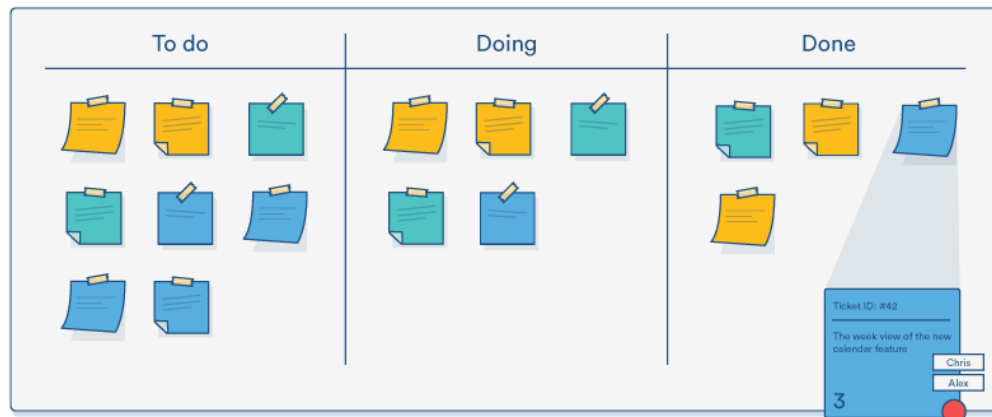 To do
Doing
Done
Ticket ID: #42
The week view of the new
calendar feature
Chris
Alex
3